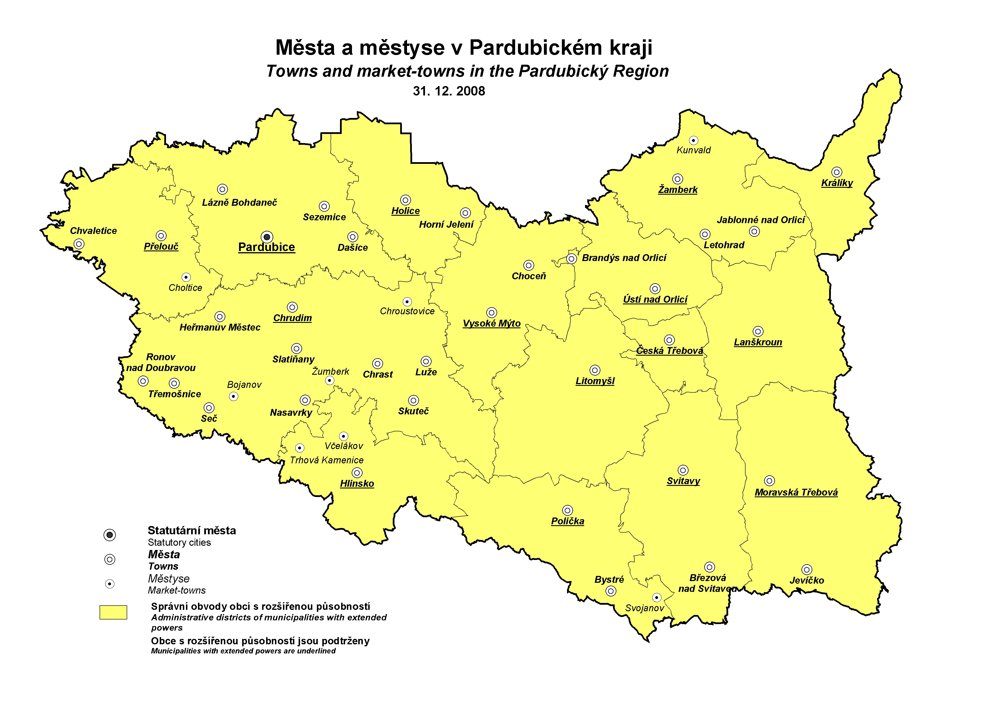 Města a městyse v Pardubickém kraji
Towns and market-towns in the Pardubický Region
31. 12. 2008
Kunvald
Žamberk
Králíky
Lázně Bohdaneč
Sezemice
Holice
Horní Jelení
Jablonné nad Orlicí
Letohrad
Chvaletice
Přelouč
Pardubice
Dašice
Brandýs nad Orlicí
Choceň
Choltice
Ústí nad Orlicí
Chroustovice
Chrudim
Heřmanův Městec
Vysoké Mýto
Lanškroun
Česká Třebová
Ronov
nad Doubravou
Slatiňany
Žumberk
Chrast
Luže
Litomyšl
Třemošnice
Bojanov
Seč
Nasavrky
Skuteč
Včelákov
Trhová Kamenice
Hlinsko
Svitavy
Moravská Třebová
Polička
Bystré
Svojanov
Březová
nad Svitavou
Jevíčko
Statutární města
Statutory cities
Města
Towns
Městyse
Market-towns
Správní obvody obcí s rozšířenou působností
Administrative districts of municipalities with extended
powers
Obce s rozšířenou působností jsou podtrženy
Municipalities with extended powers are underlined